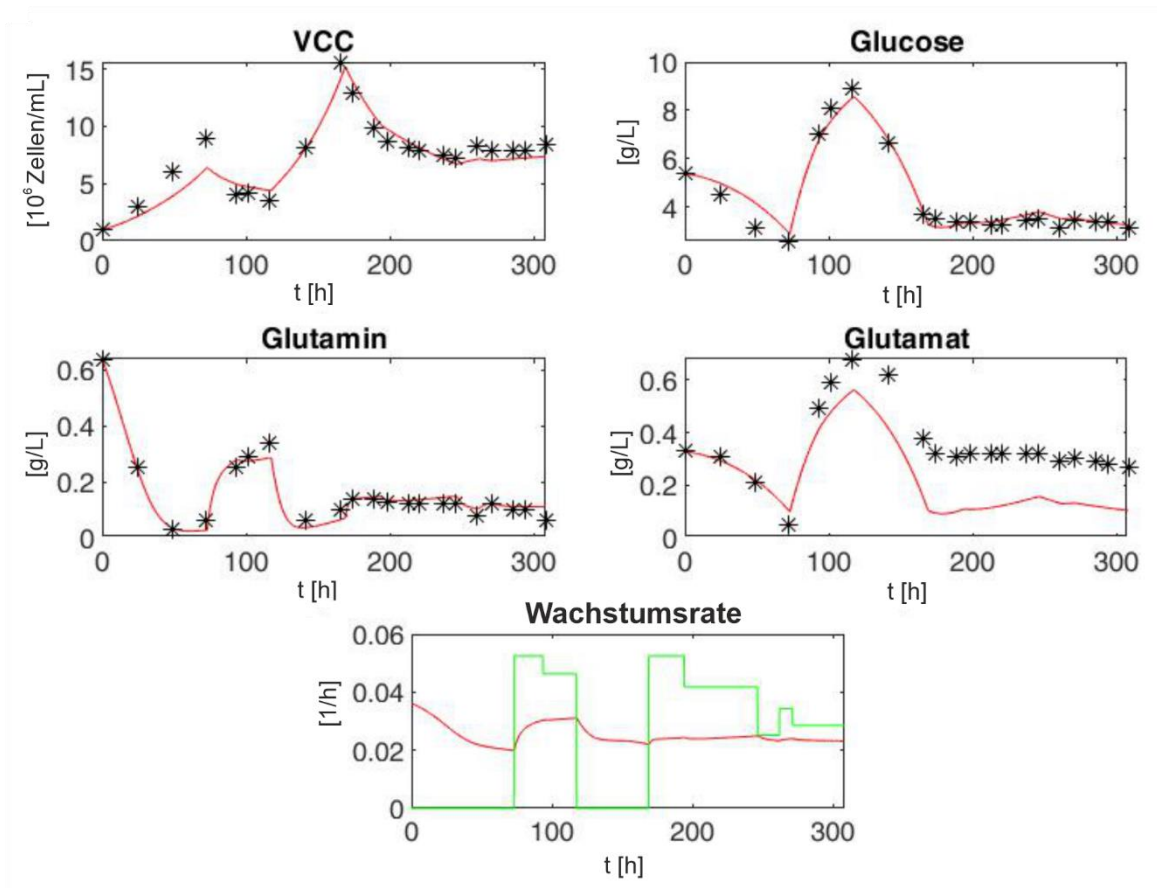 VCC
[10⁶ Zellen/mL]
15
10
5
0
0 100 200 300
t [h]
Glucose
[g/L]
10
8
6
4
0 100 200 300
t [h]
Glutamin
[g/L]
0.6
0.4
0.2
0
0 100 200 300
t [h]
Glutamat
[g/L]
0.6
0.4
0.2
0
0 100 200 300
t [h]
Wachstumsrate
[1/h]
0.06
0.04
0.02
0
0 100 200 300
t [h]